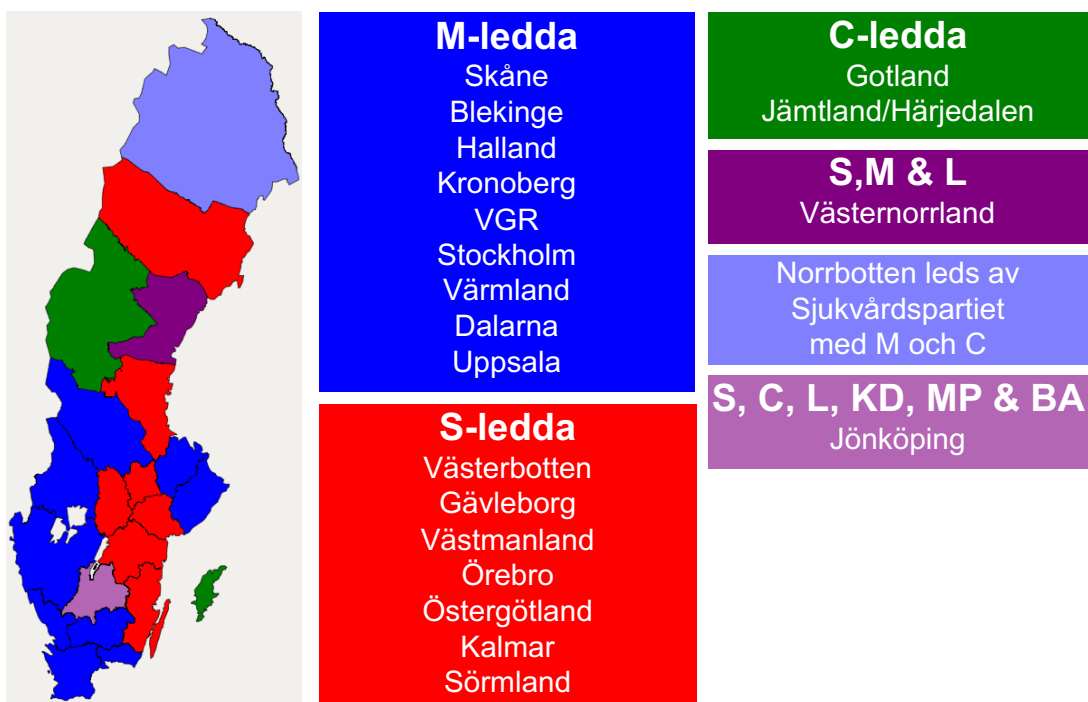 M-ledda
Skåne
Blekinge
Halland
Kronoberg
VGR
Stockholm
Värmland
Dalarna
Uppsala
S-ledda
Västerbotten
Gävleborg
Västmanland
Örebro
Östergötland
Kalmar
Sörmland
C-ledda
Gotland
Jämtland/Härjedalen
S,M & L
Västernorrland
Norrbotten leds av
Sjukvårdspartiet
med M och C
S, C, L, KD, MP & BA
Jönköping